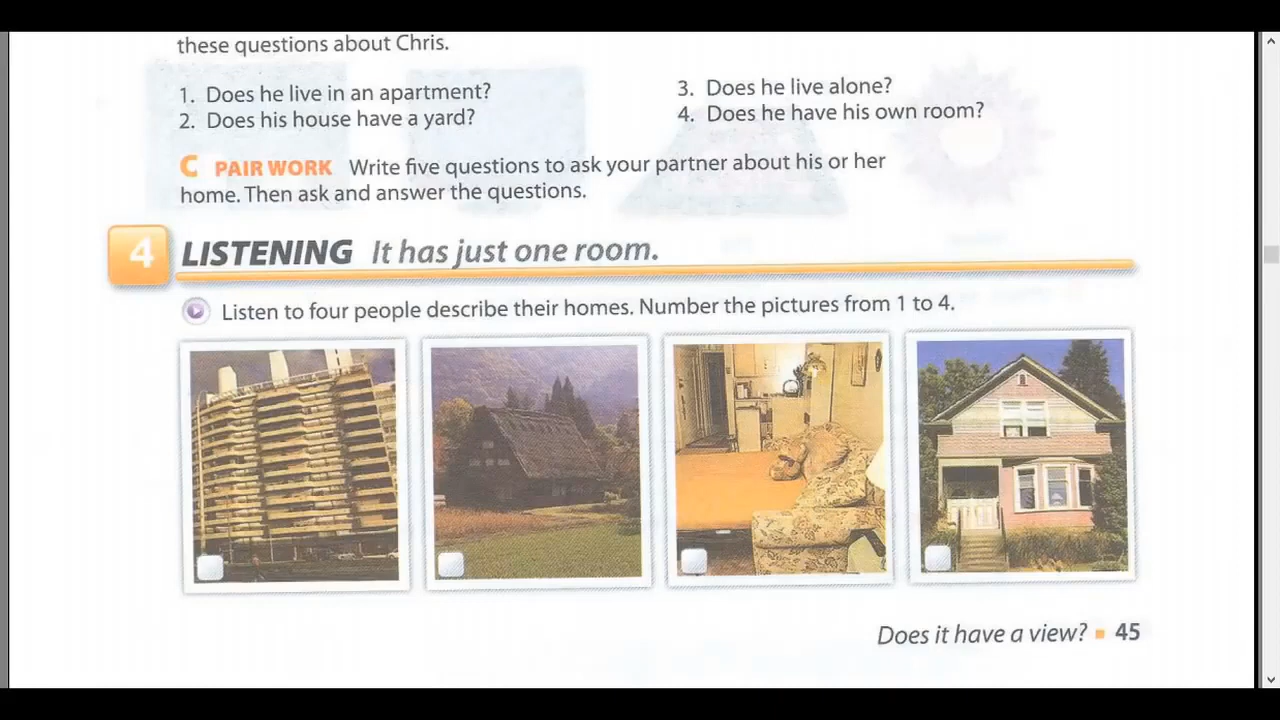 these questions about Chris.
1. Does he live in an apartment?
2. Does his house have a yard?
3. Does he live alone?
4. Does he have his own room?
C PAIR WORK Write five questions to ask your partner about his or her
home. Then ask and answer the questions.
4 LISTENING It has just one room.
Listen to four people describe their homes. Number the pictures from 1 to 4.
Does it have a view? ▪ 45